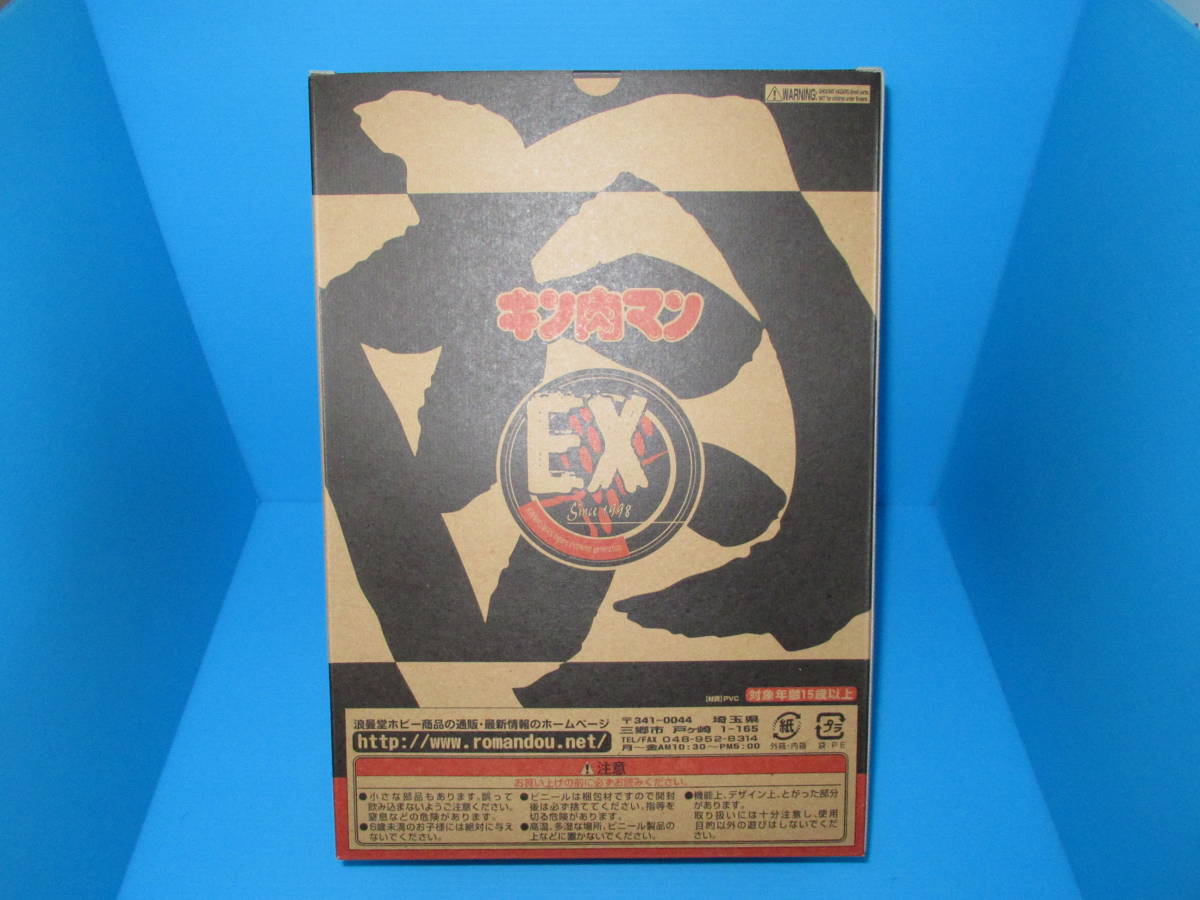 WARNING:
CHOKING HAZARD-Small parts
NOT for children under 6years
キン肉マン
EX
Since 1998
[材質]PVC
対象年齢15歳以上
浪曼堂ホビー商品の通販・最新情報のホームページ
http://www.romandou.net/
〒341-0044 埼玉県
三郷市 戸ヶ崎 1-165
TEL/FAX 048-952-8314
月～金AM10:30～PM5:00
紙
外箱・内箱
プラ
袋:PE
注意
お買い上げの前に必ずお読みください。
●小さな部品もあります。誤って
飲み込まないようご注意ください。
窒息などの危険があります。
●6歳未満のお子様には絶対に与え
ないでください。
●ビニールは梱包材ですので開封
後は必ず捨ててください。指等を
切る危険があります。
●高温、多湿な場所、ビニール製品の
上などに置かないでください。
●機能上、デザイン上、とがった部分
があります。
取り扱いには十分注意し、使用
目的以外の遊びはしないでくだ
さい。